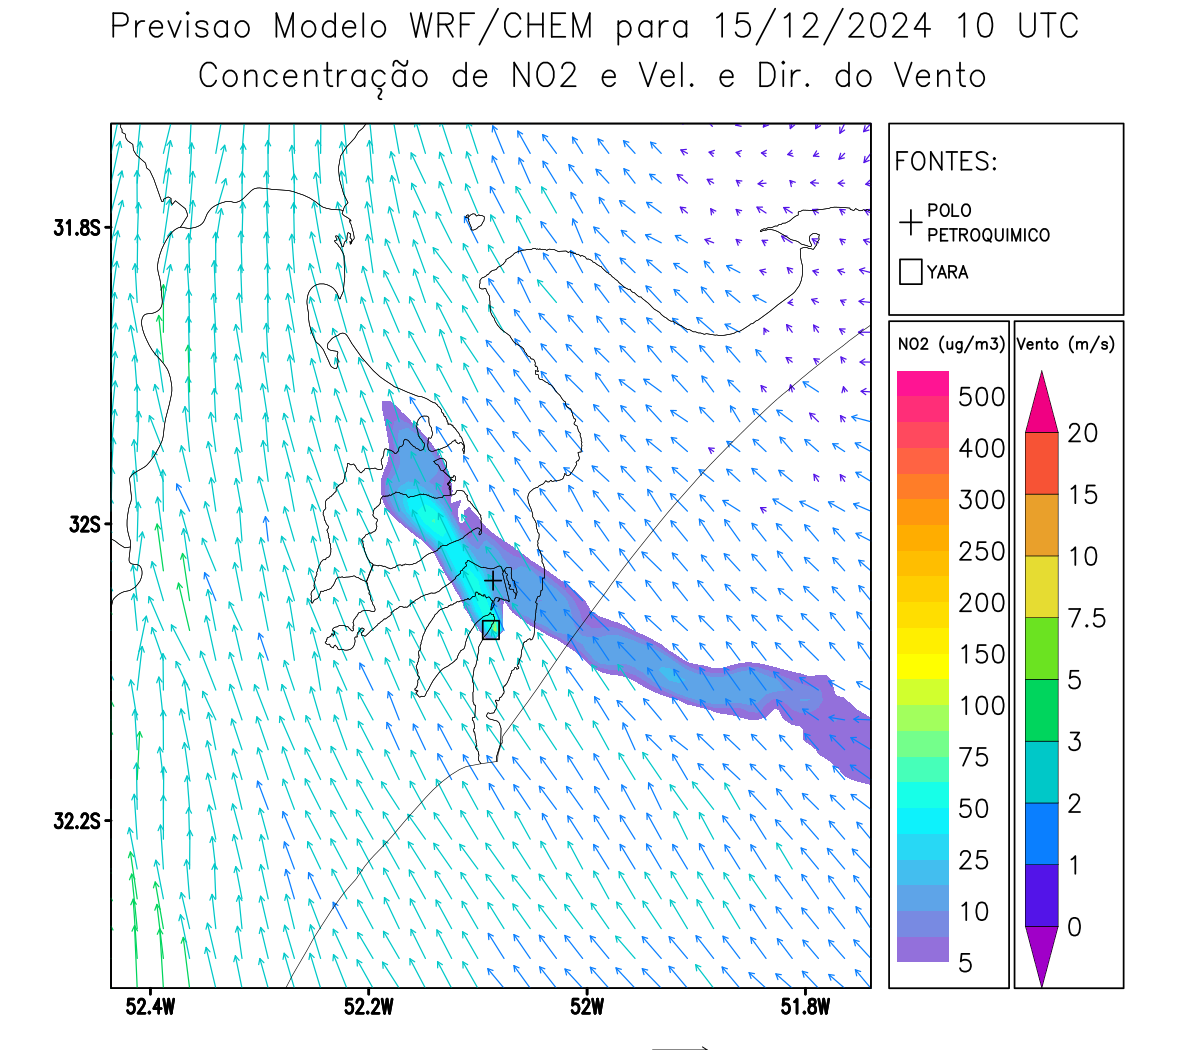 Previsao Modelo WRF/CHEM para 15/12/2024 10 UTC
Concentração de NO2 e Vel. e Dir. do Vento
FONTES:
POLO
PETROQUIMICO
YARA
NO2 (ug/m3)
500
400
300
250
200
150
100
75
50
25
10
5
Vento (m/s)
20
15
10
7.5
5
3
2
1
0
31.8S
32S
32.2S
52.4W
52.2W
52W
51.8W